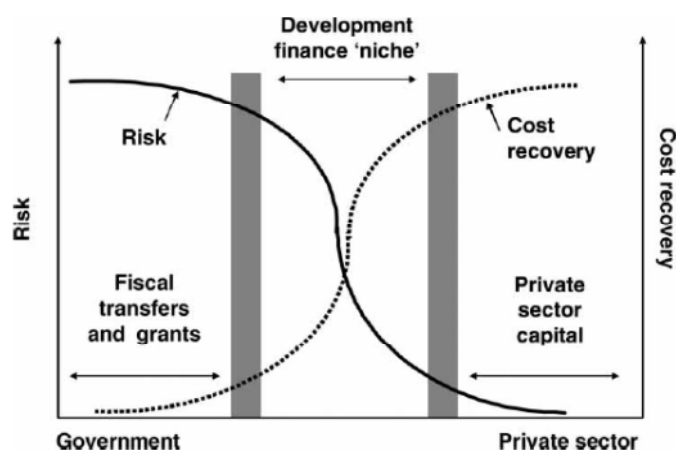 Development
finance ‘niche’
Risk
Cost
recovery
Risk
Cost recovery
Fiscal
transfers
and grants
Private
sector
capital
Government
Private sector